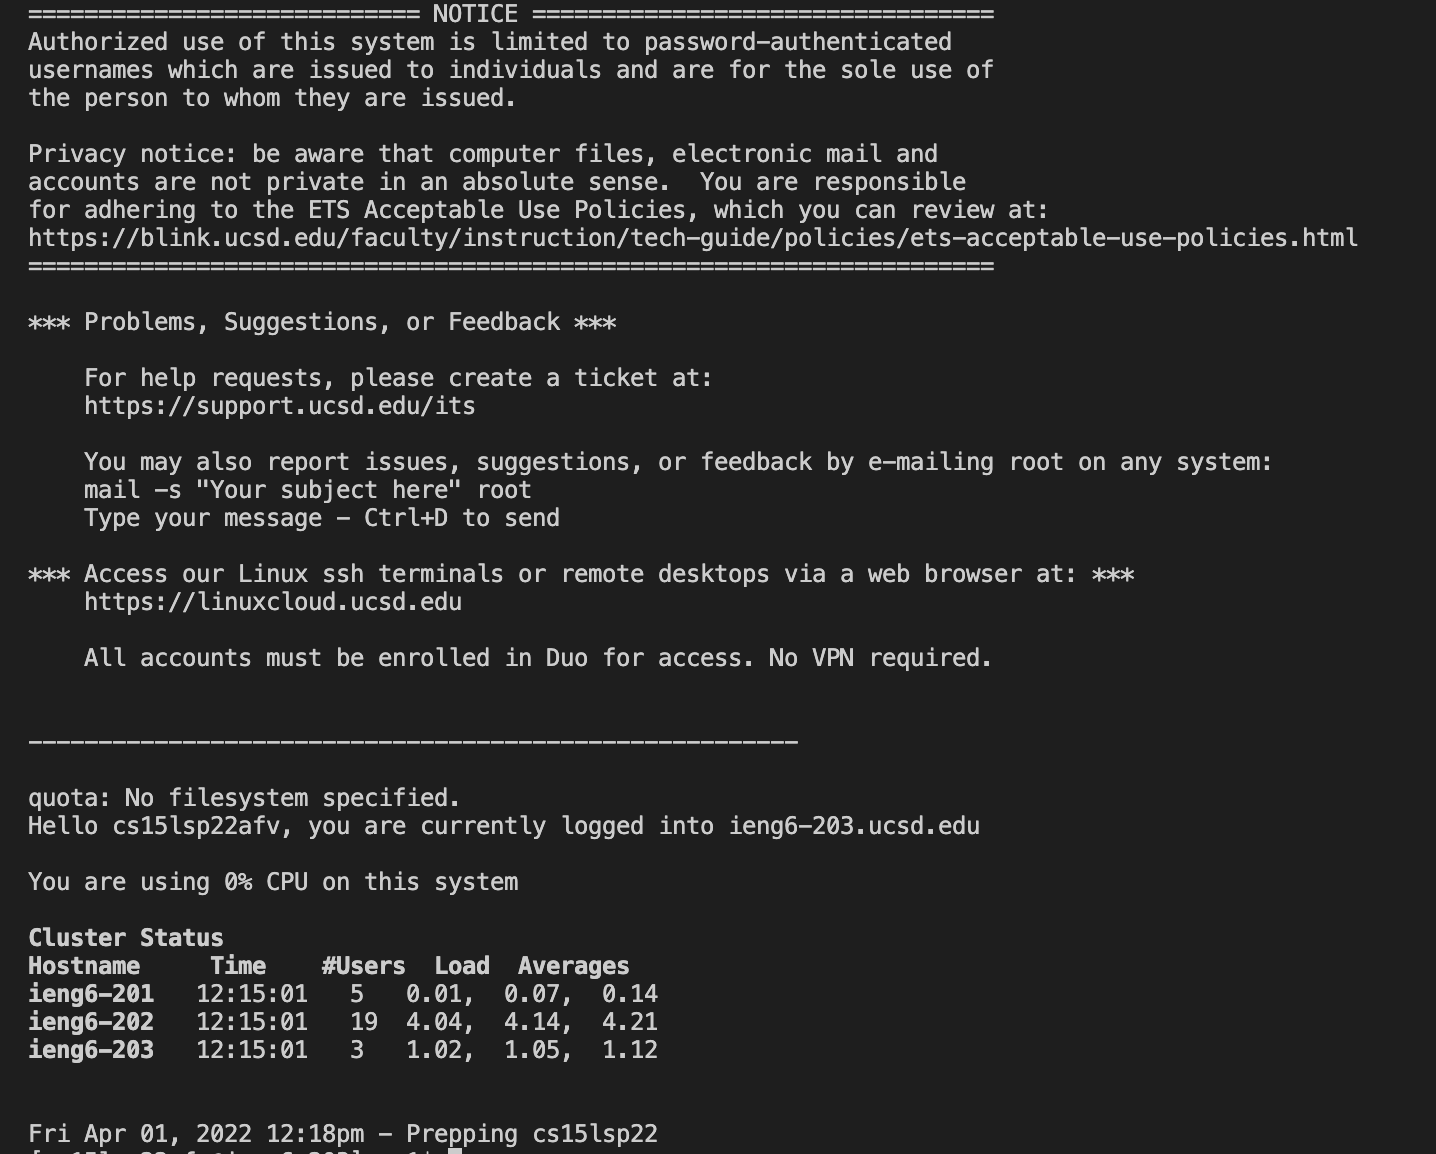 ============================ NOTICE =================================
Authorized use of this system is limited to password-authenticated
usernames which are issued to individuals and are for the sole use of
the person to whom they are issued.
Privacy notice: be aware that computer files, electronic mail and
accounts are not private in an absolute sense.  You are responsible
for adhering to the ETS Acceptable Use Policies, which you can review at:
https://blink.ucsd.edu/faculty/instruction/tech-guide/policies/ets-acceptable-use-policies.html
=====================================================================
*** Problems, Suggestions, or Feedback ***
For help requests, please create a ticket at:
https://support.ucsd.edu/its
You may also report issues, suggestions, or feedback by e-mailing root on any system:
mail -s "Your subject here" root
Type your message - Ctrl+D to send
*** Access our Linux ssh terminals or remote desktops via a web browser at: ***
https://linuxcloud.ucsd.edu
All accounts must be enrolled in Duo for access. No VPN required.
-------------------------------------------------------
quota: No filesystem specified.
Hello cs15lsp22afv, you are currently logged into ieng6-203.ucsd.edu
You are using 0% CPU on this system
Cluster Status
Hostname     Time    #Users  Load  Averages
ieng6-201   12:15:01   5   0.01,  0.07,  0.14
ieng6-202   12:15:01   19  4.04,  4.14,  4.21
ieng6-203   12:15:01   3   1.02,  1.05,  1.12
Fri Apr 01, 2022 12:18pm - Prepping cs15lsp22